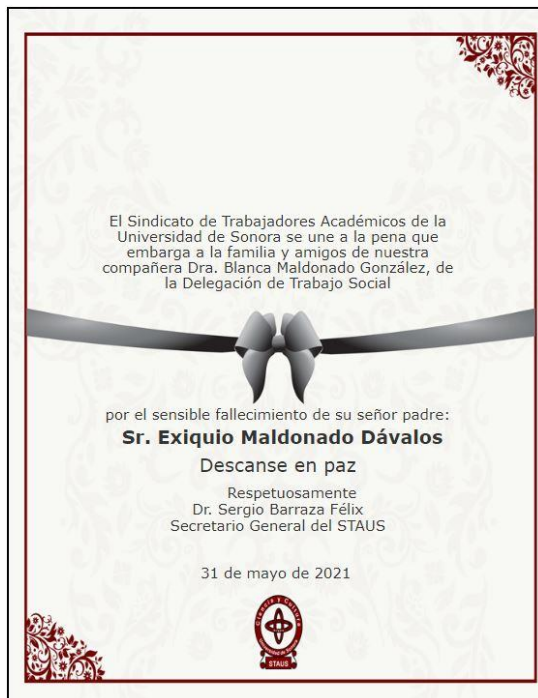 El Sindicato de Trabajadores Académicos de la
Universidad de Sonora se une a la pena que
embarga a la familia y amigos de nuestra
compañera Dra. Blanca Maldonado González, de
la Delegación de Trabajo Social
por el sensible fallecimiento de su señor padre:
Sr. Exiquio Maldonado Dávalos
Descanse en paz
Respetuosamente
Dr. Sergio Barraza Félix
Secretario General del STAUS
31 de mayo de 2021
Ciencia y Cultura
Universidad de Sonora
STAUS